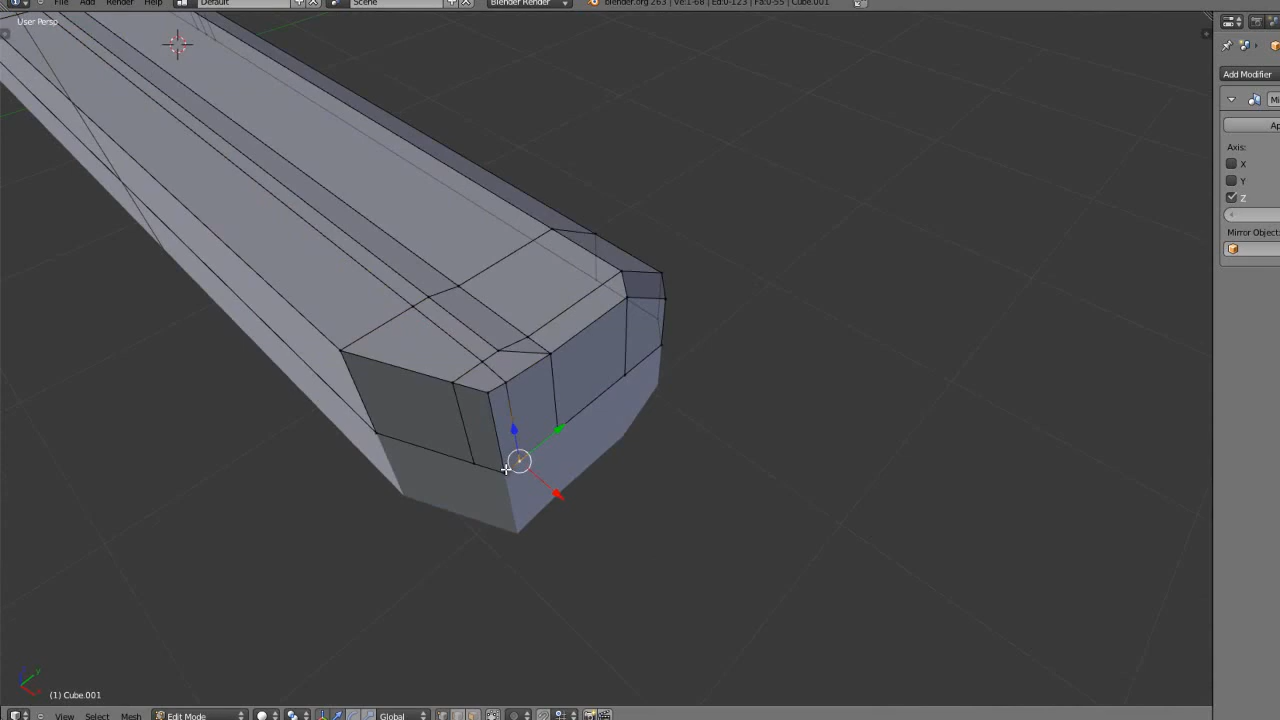 File Add Render Help Default Scene Blender Render blender.org 263 | Ve:1-68 | Ed:0-123 | Fa:0-55 | Cube.001
User Persp
Add Modifier
Axis:
X
Y
Z
Mirror Object:
(1) Cube.001
View Select Mesh Edit Mode Global